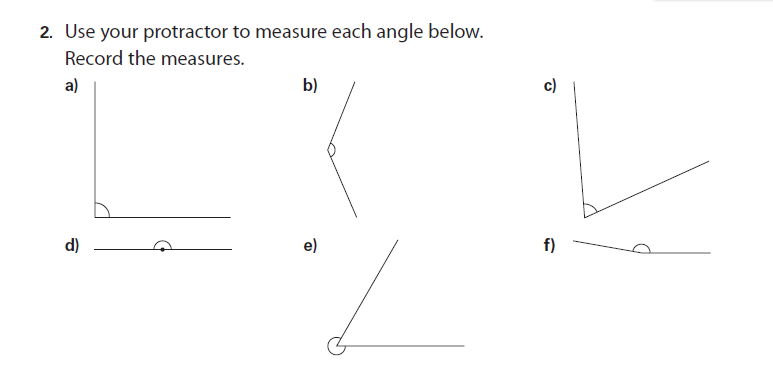 2. Use your protractor to measure each angle below.
Record the measures.
a) b) c)
d) e) f)